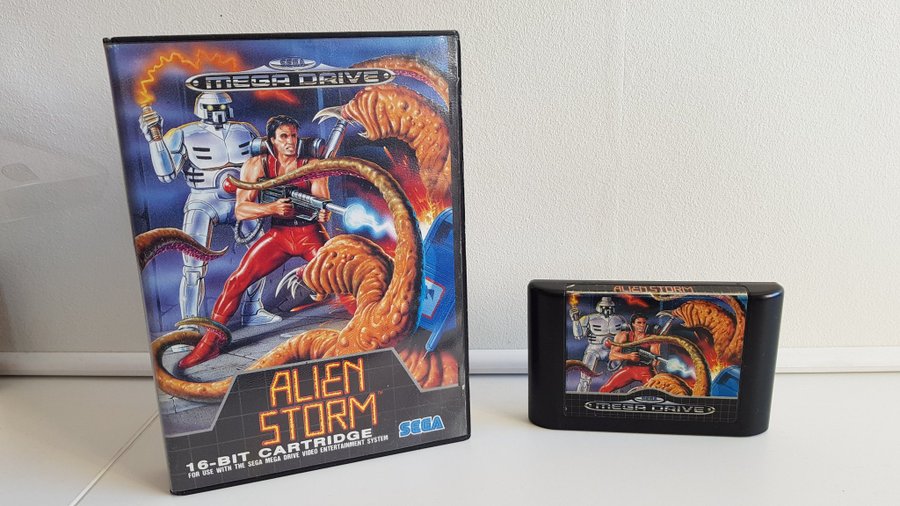 SEGA
MEGA DRIVE
ALIEN
STORM
TM
SEGA
16-BIT CARTRIDGE
FOR USE WITH THE SEGA MEGA DRIVE VIDEO ENTERTAINMENT SYSTEM
ALIEN STORM
SEGA
MEGA DRIVE